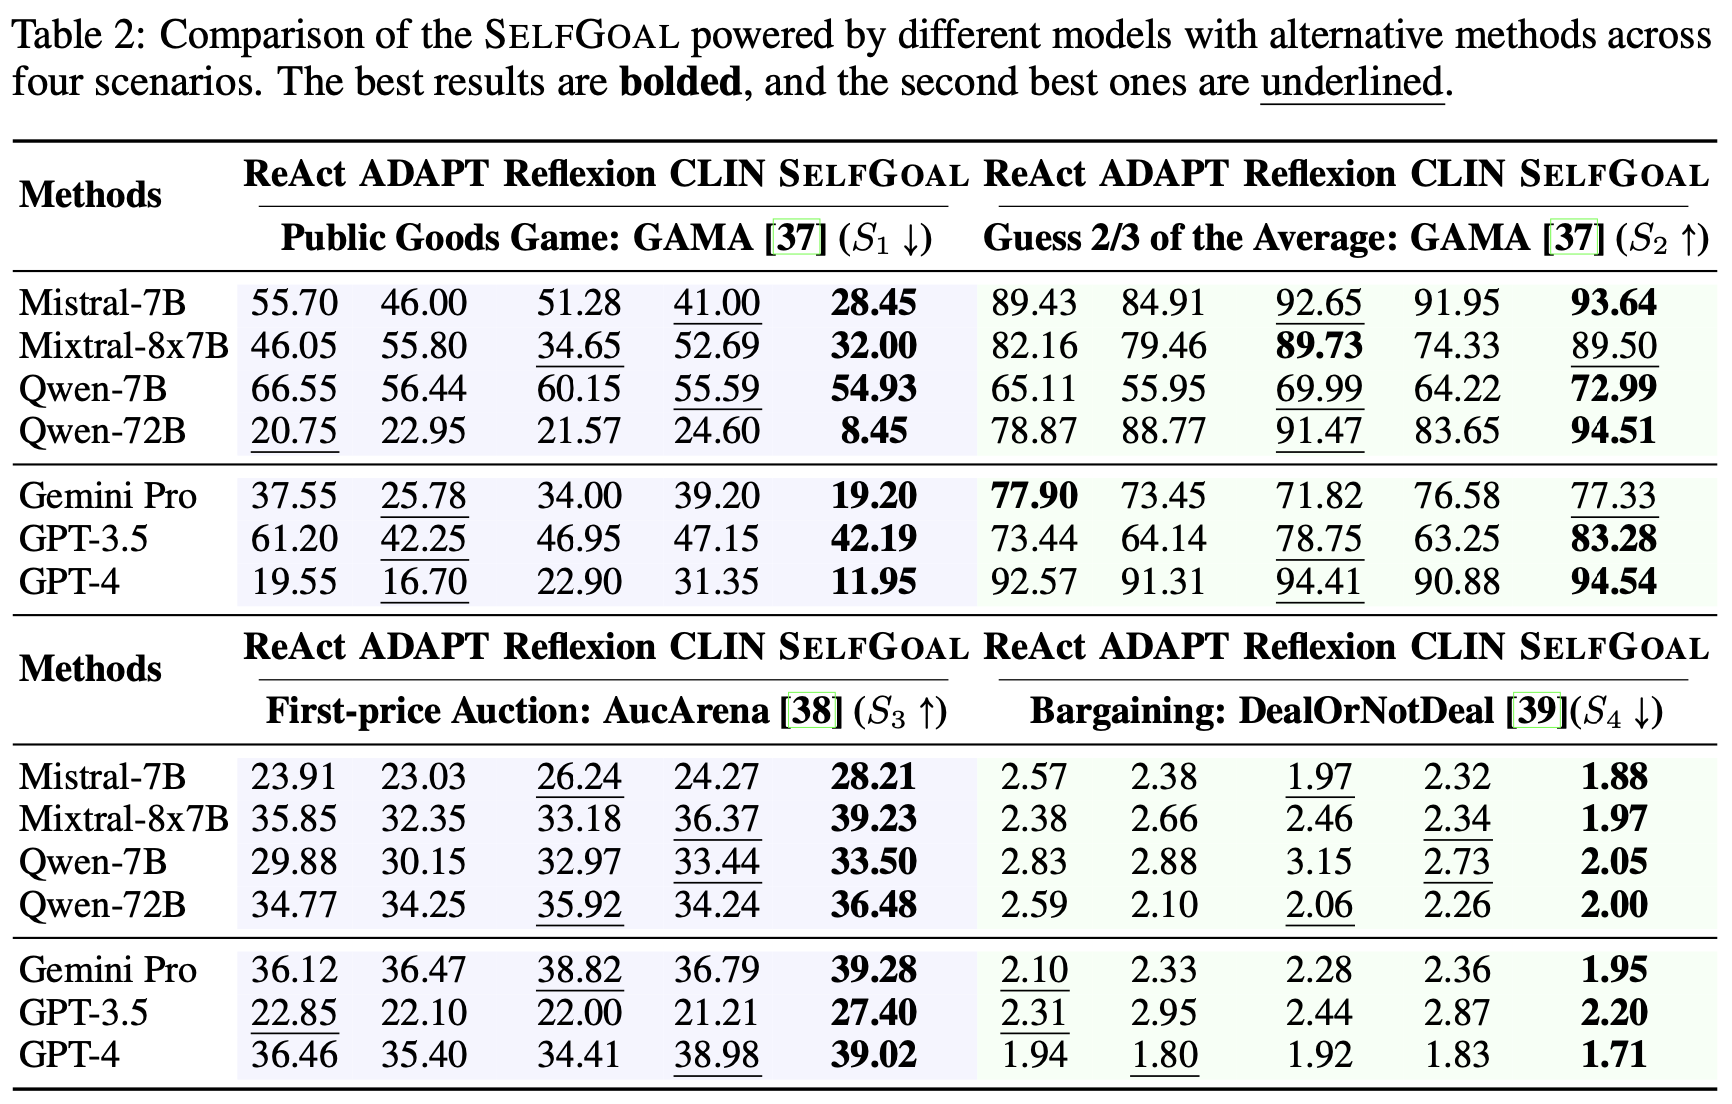 Table 2: Comparison of the SELFGOAL powered by different models with alternative methods across
four scenarios. The best results are bolded, and the second best ones are underlined.
Methods ReAct ADAPT Reflexion CLIN SELFGOAL ReAct ADAPT Reflexion CLIN SELFGOAL
Public Goods Game: GAMA [37] (S1 ↓) Guess 2/3 of the Average: GAMA [37] (S2 ↑)
Mistral-7B 55.70 46.00 51.28 41.00 28.45 89.43 84.91 92.65 91.95 93.64
Mixtral-8x7B 46.05 55.80 34.65 52.69 32.00 82.16 79.46 89.73 74.33 89.50
Qwen-7B 66.55 56.44 60.15 55.59 54.93 65.11 55.95 69.99 64.22 72.99
Qwen-72B 20.75 22.95 21.57 24.60 8.45 78.87 88.77 91.47 83.65 94.51
Gemini Pro 37.55 25.78 34.00 39.20 19.20 77.90 73.45 71.82 76.58 77.33
GPT-3.5 61.20 42.25 46.95 47.15 42.19 73.44 64.14 78.75 63.25 83.28
GPT-4 19.55 16.70 22.90 31.35 11.95 92.57 91.31 94.41 90.88 94.54
Methods ReAct ADAPT Reflexion CLIN SELFGOAL ReAct ADAPT Reflexion CLIN SELFGOAL
First-price Auction: AucArena [38] (S3 ↑) Bargaining: DealOrNotDeal [39](S4 ↓)
Mistral-7B 23.91 23.03 26.24 24.27 28.21 2.57 2.38 1.97 2.32 1.88
Mixtral-8x7B 35.85 32.35 33.18 36.37 39.23 2.38 2.66 2.46 2.34 1.97
Qwen-7B 29.88 30.15 32.97 33.44 33.50 2.83 2.88 3.15 2.73 2.05
Qwen-72B 34.77 34.25 35.92 34.24 36.48 2.59 2.10 2.06 2.26 2.00
Gemini Pro 36.12 36.47 38.82 36.79 39.28 2.10 2.33 2.28 2.36 1.95
GPT-3.5 22.85 22.10 22.00 21.21 27.40 2.31 2.95 2.44 2.87 2.20
GPT-4 36.46 35.40 34.41 38.98 39.02 1.94 1.80 1.92 1.83 1.71